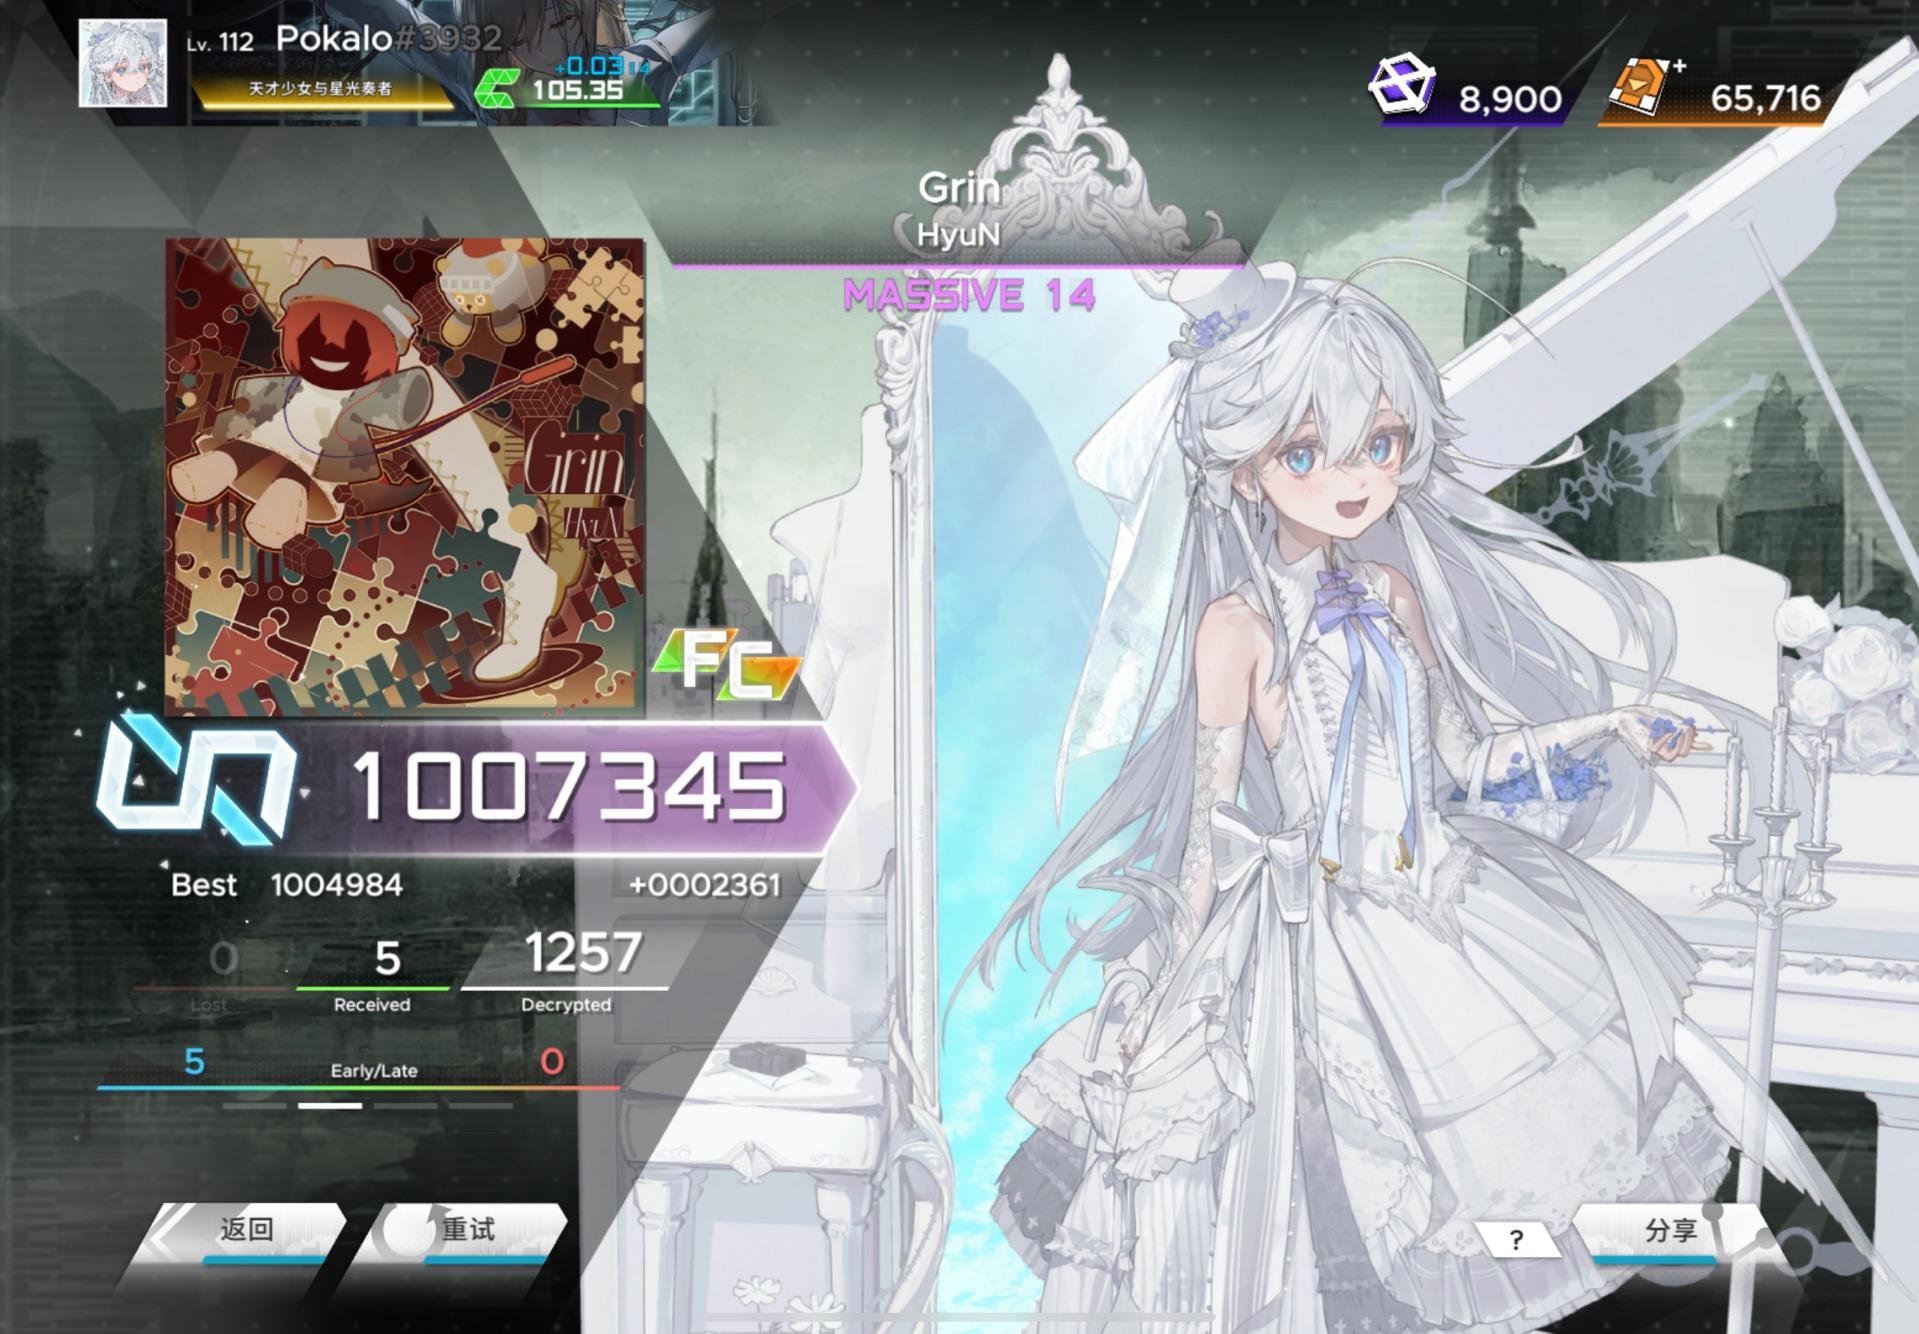 Lv. 112 Pokalo#3932
天才少女与星光奏者
+0.0314
105.35
8,900
65,716
Grin
HyuN
MASSIVE 14
Grin
HyuN
FC
1007345
Best 1004984 +0002361
0 5 1257
Lost Received Decrypted
5 Early/Late 0
返回
重试
?
分享